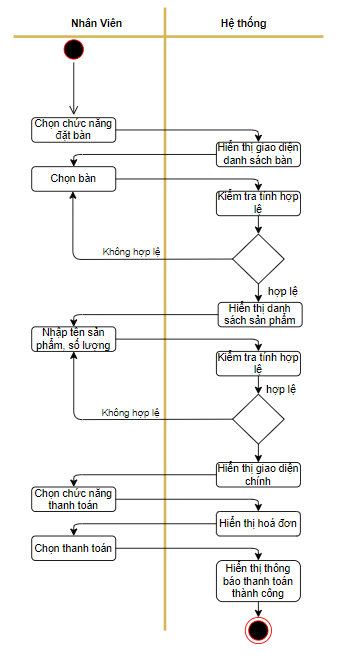 Nhân Viên
Hệ thống
Chọn chức năng
đặt bàn
Hiển thị giao diện
danh sách bàn
Chọn bàn
Kiểm tra tính hợp
lệ
Không hợp lệ
hợp lệ
Hiển thị danh
sách sản phẩm
Nhập tên sản
phẩm, số lượng
Kiểm tra tính hợp
lệ
hợp lệ
Không hợp lệ
Hiển thị giao diện
chính
Chọn chức năng
thanh toán
Hiển thị hoá đơn
Chọn thanh toán
Hiển thị thông
báo thanh toán
thành công